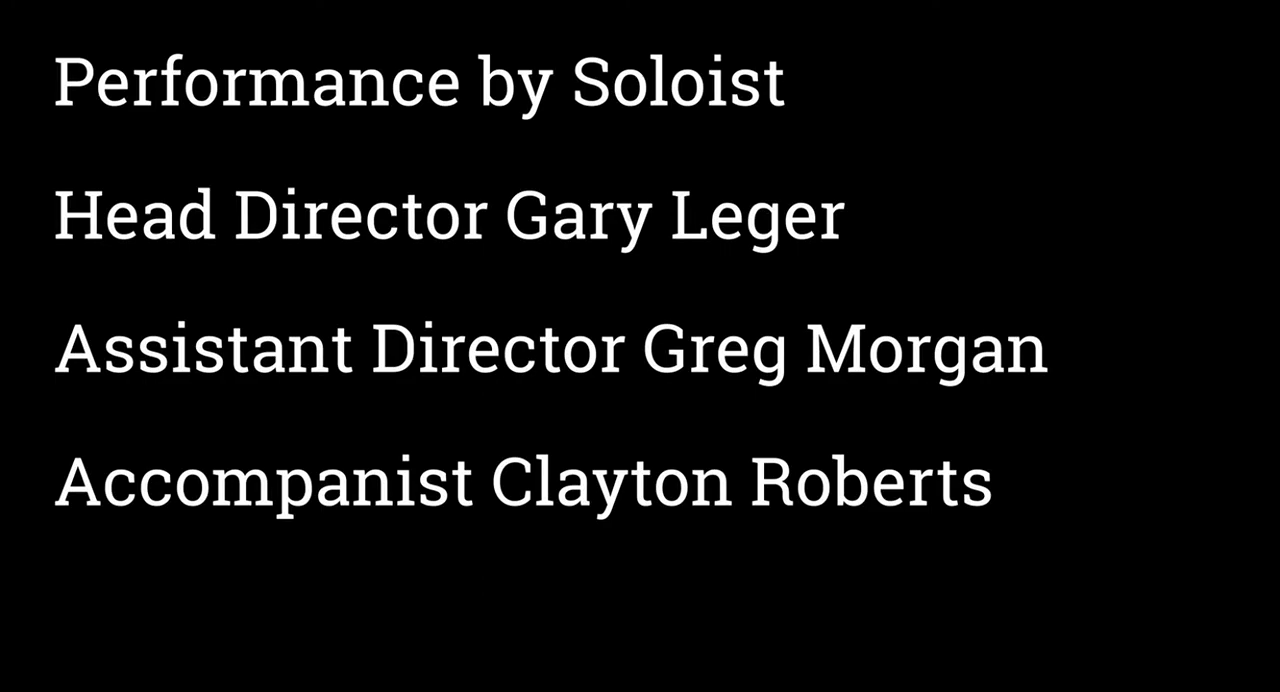 Performance by Soloist
Head Director Gary Leger
Assistant Director Greg Morgan
Accompanist Clayton Roberts